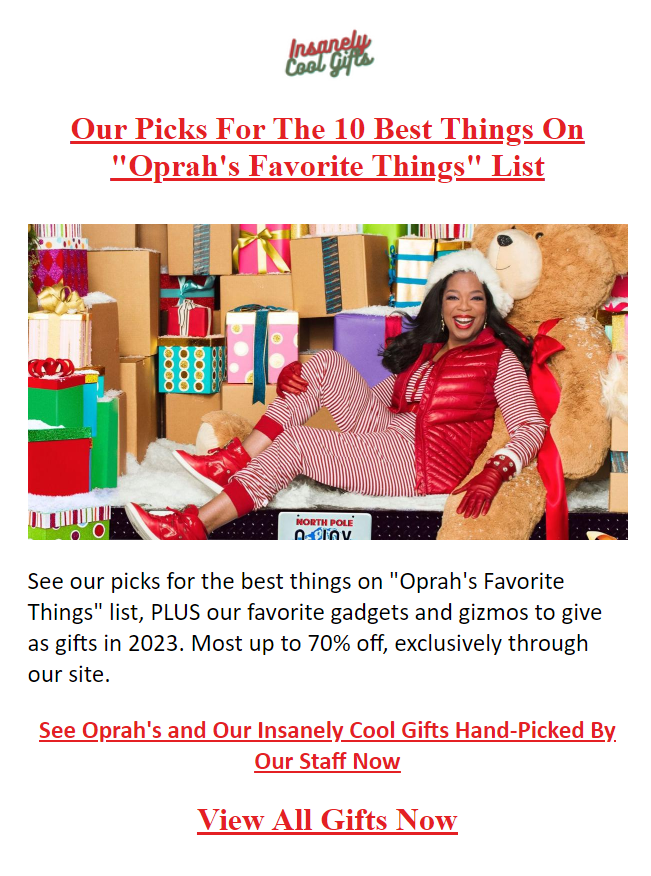 Insanely
Cool Gifts
Our Picks For The 10 Best Things On
"Oprah's Favorite Things" List
NORTH POLE
See our picks for the best things on "Oprah's Favorite
Things" list, PLUS our favorite gadgets and gizmos to give
as gifts in 2023. Most up to 70% off, exclusively through
our site.
See Oprah's and Our Insanely Cool Gifts Hand-Picked By
Our Staff Now
View All Gifts Now